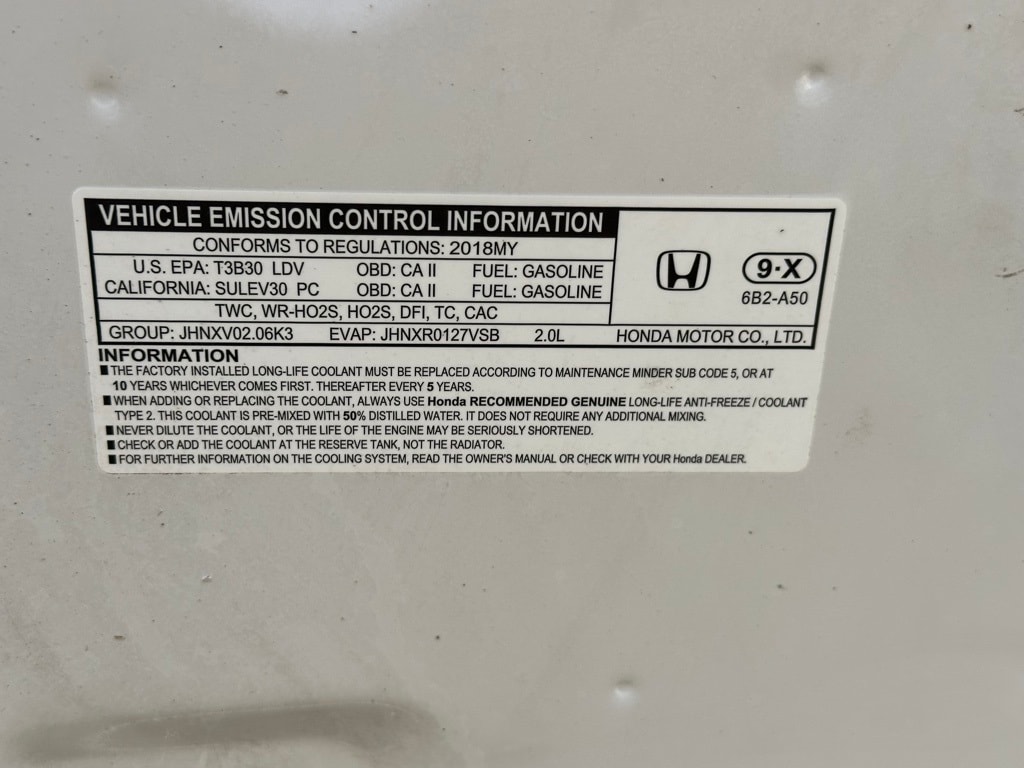 VEHICLE EMISSION CONTROL INFORMATION
CONFORMS TO REGULATIONS: 2018MY
U.S. EPA: T3B30 LDV OBD: CA II FUEL: GASOLINE
CALIFORNIA: SULEV30 PC OBD: CA II FUEL: GASOLINE
TWC, WR-HO2S, HO2S, DFI, TC, CAC
9·X
6B2-A50
GROUP: JHNXV02.06K3 EVAP: JHNXR0127VSB 2.0L HONDA MOTOR CO., LTD.
INFORMATION
■ THE FACTORY INSTALLED LONG-LIFE COOLANT MUST BE REPLACED ACCORDING TO MAINTENANCE MINDER SUB CODE 5, OR AT
10 YEARS WHICHEVER COMES FIRST. THEREAFTER EVERY 5 YEARS.
■ WHEN ADDING OR REPLACING THE COOLANT, ALWAYS USE Honda RECOMMENDED GENUINE LONG-LIFE ANTI-FREEZE / COOLANT
TYPE 2. THIS COOLANT IS PRE-MIXED WITH 50% DISTILLED WATER. IT DOES NOT REQUIRE ANY ADDITIONAL MIXING.
■ NEVER DILUTE THE COOLANT, OR THE LIFE OF THE ENGINE MAY BE SERIOUSLY SHORTENED.
■ CHECK OR ADD THE COOLANT AT THE RESERVE TANK, NOT THE RADIATOR.
■ FOR FURTHER INFORMATION ON THE COOLING SYSTEM, READ THE OWNER'S MANUAL OR CHECK WITH YOUR Honda DEALER.